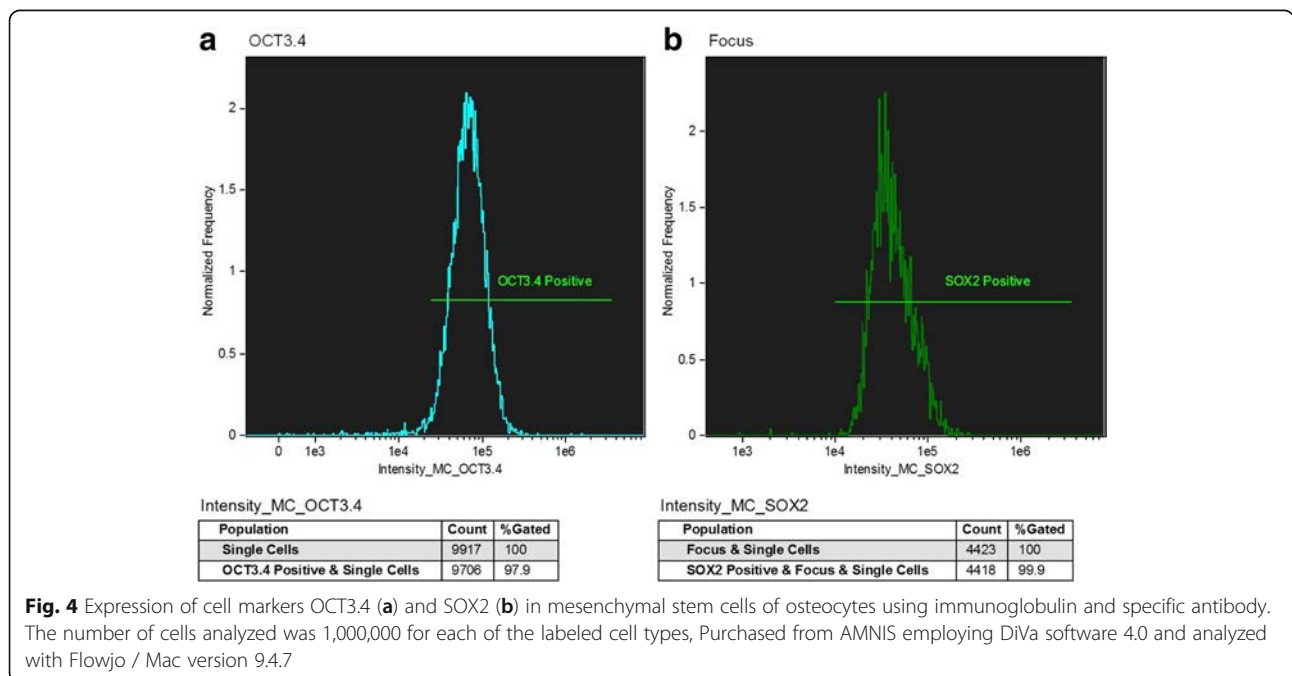 a OCT3.4
2
1.5
1
0.5
0
Normalized Frequency
OCT3.4 Positive
0 1e3 1e4 1e5 1e6
Intensity_MC_OCT3.4
Intensity_MC_OCT3.4
Population Count %Gated
Single Cells 9917 100
OCT3.4 Positive & Single Cells 9706 97.9
b Focus
2
1.5
1
0.5
0
Normalized Frequency
SOX2 Positive
1e3 1e4 1e5 1e6
Intensity_MC_SOX2
Intensity_MC_SOX2
Population Count %Gated
Focus & Single Cells 4423 100
SOX2 Positive & Focus & Single Cells 4418 99.9
Fig. 4 Expression of cell markers OCT3.4 (a) and SOX2 (b) in mesenchymal stem cells of osteocytes using immunoglobulin and specific antibody.
The number of cells analyzed was 1,000,000 for each of the labeled cell types, Purchased from AMNIS employing DiVa software 4.0 and analyzed
with Flowjo / Mac version 9.4.7